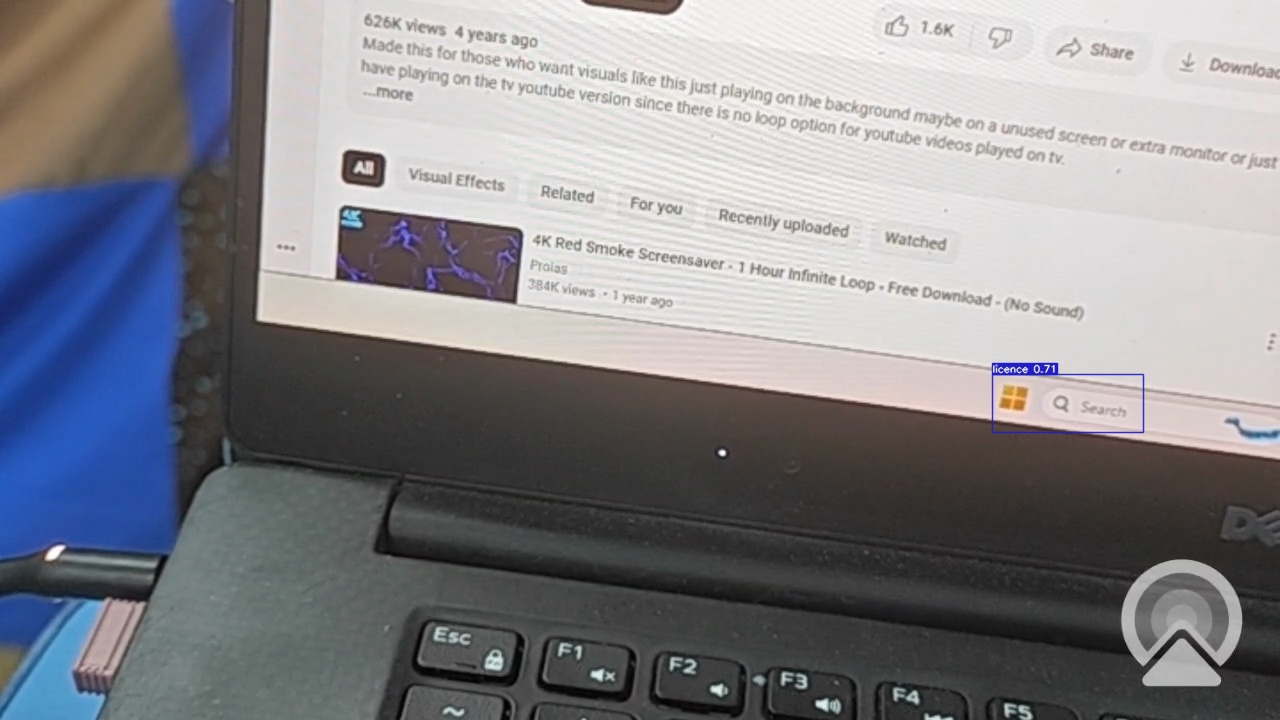 626K views 4 years ago
1.6K
Share
Download
Made this for those who want visuals like this just playing on the background maybe on a unused screen or extra monitor or just
have playing on the tv youtube version since there is no loop option for youtube videos played on tv.
...more
All
Visual Effects
Related
For you
Recently uploaded
Watched
4K
4K Red Smoke Screensaver - 1 Hour Infinite Loop • Free Download - (No Sound)
Praias
384K views • 1 year ago
licence 0.71
Search
Esc
F1
F2
F3
F4
F5
~